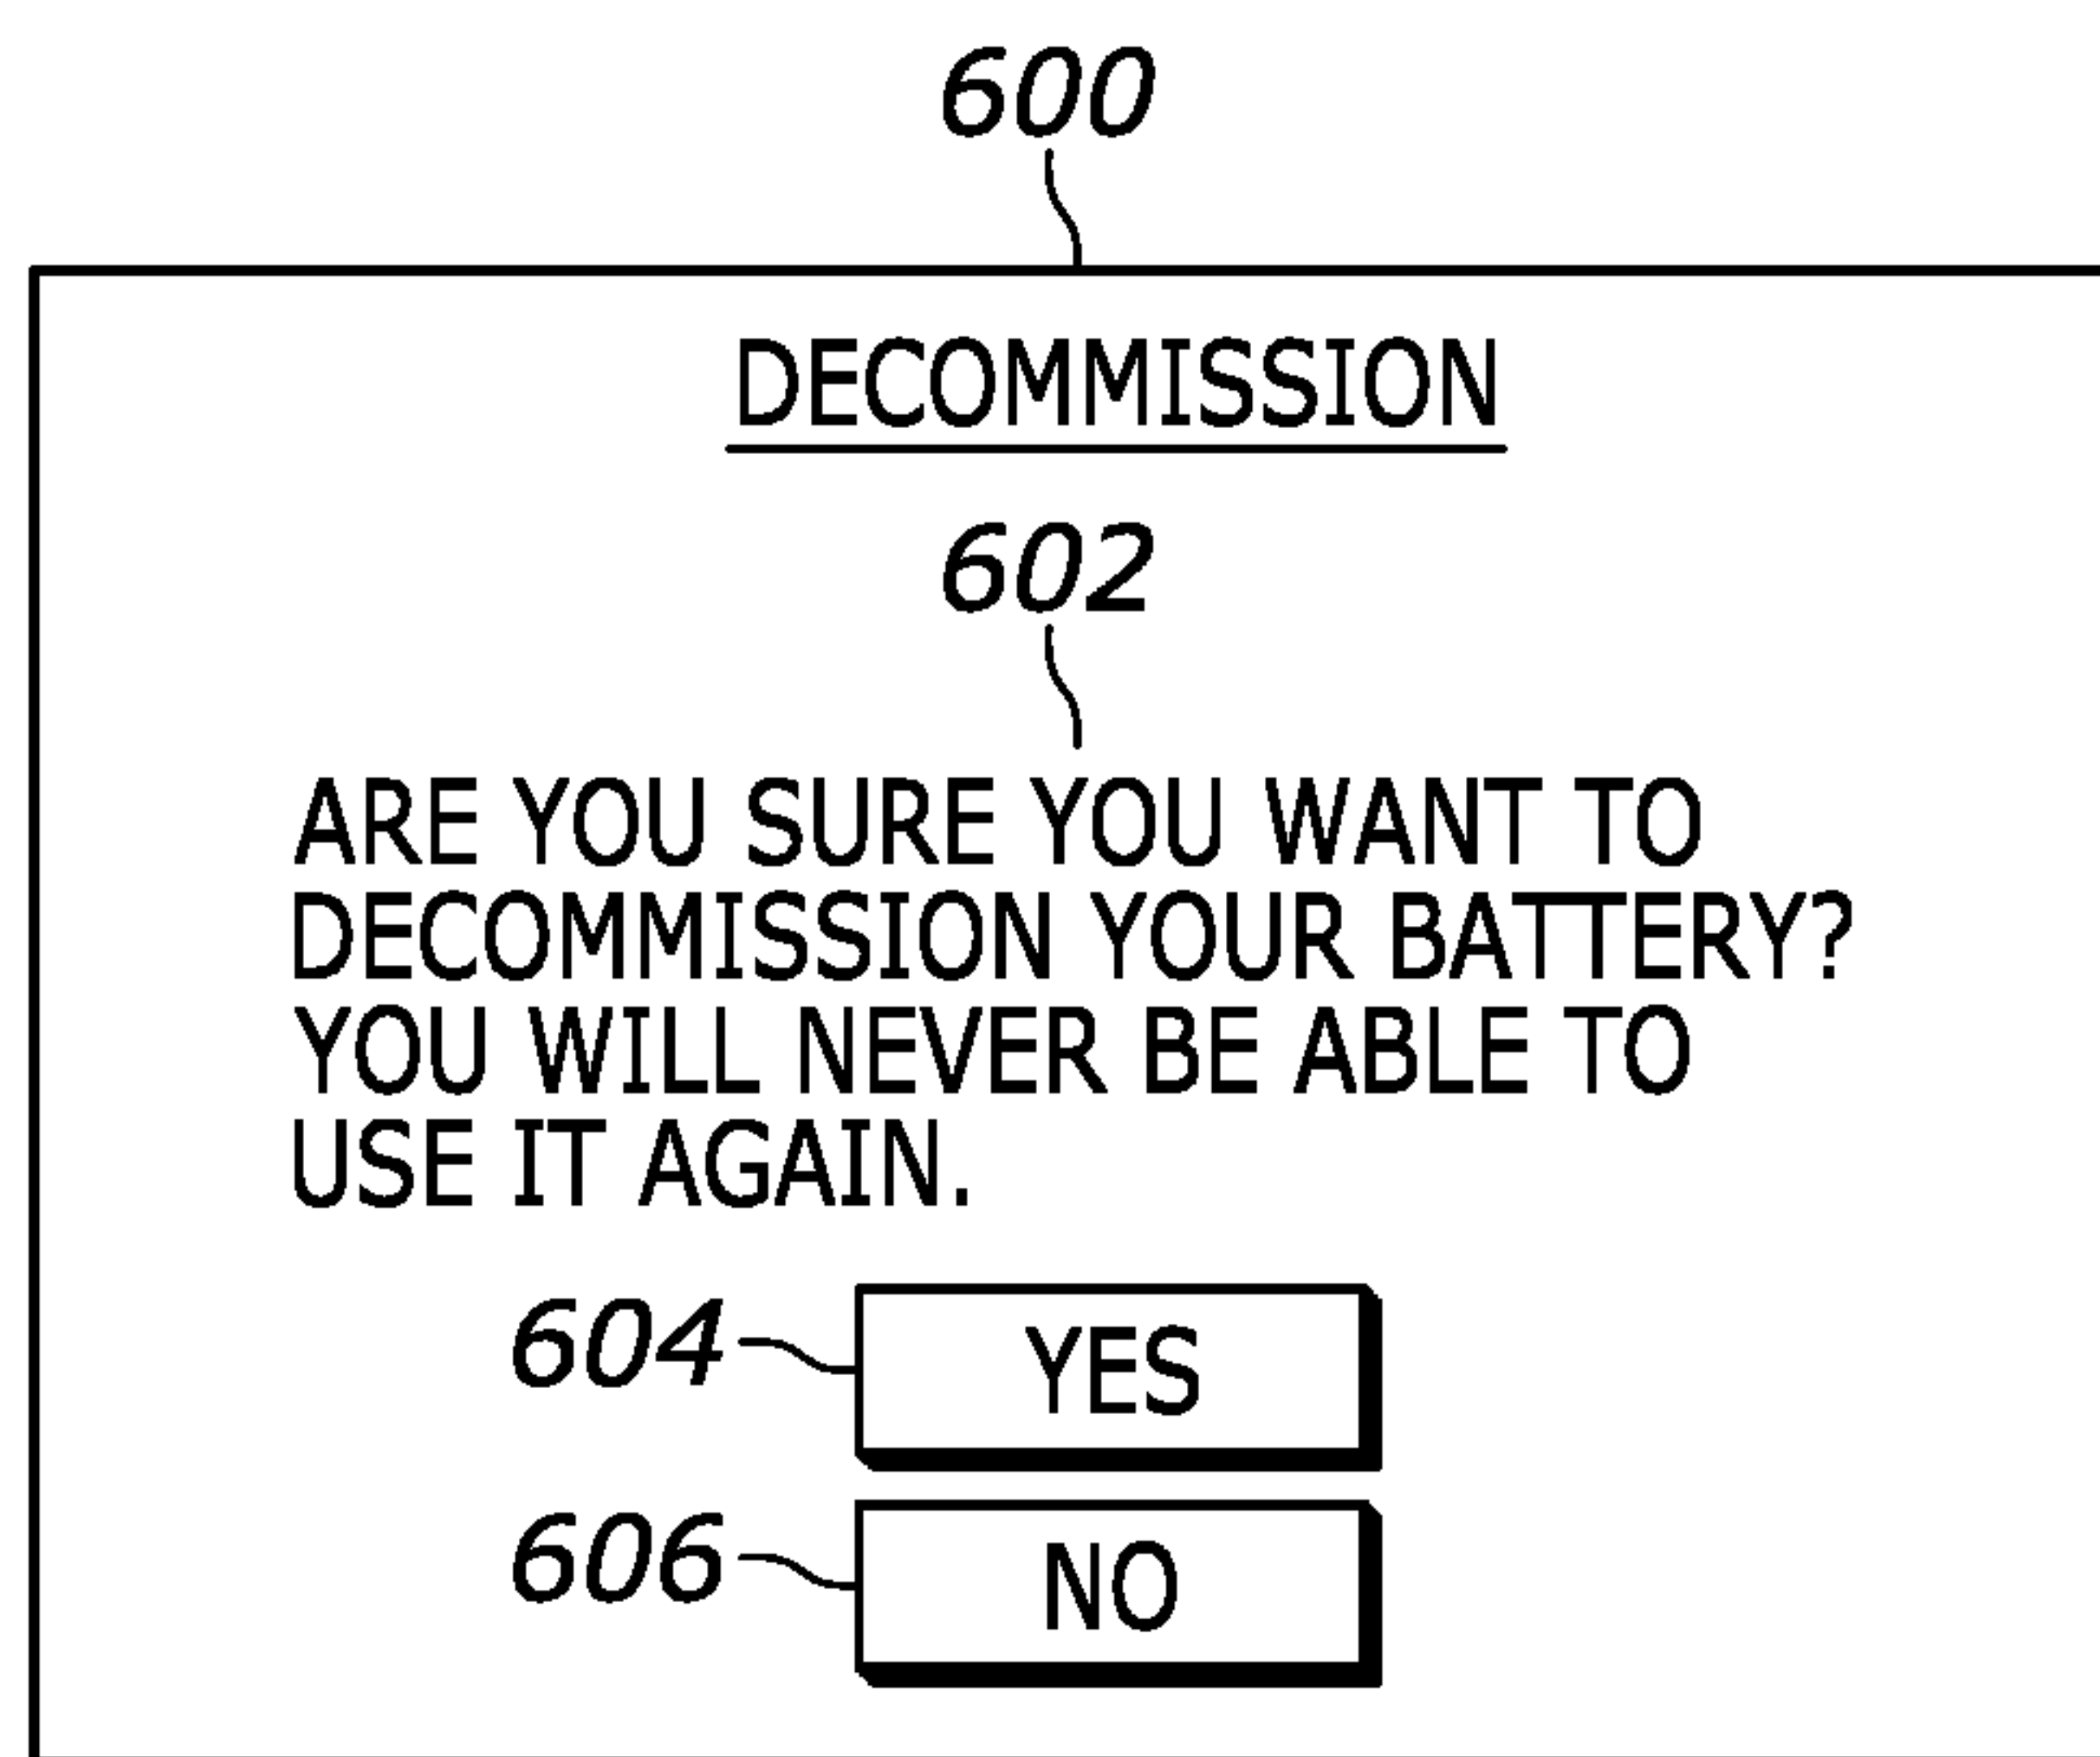 600
DECOMMISSION
602
ARE YOU SURE YOU WANT TO
DECOMMISSION YOUR BATTERY?
YOU WILL NEVER BE ABLE TO
USE IT AGAIN.
604 YES
606 NO